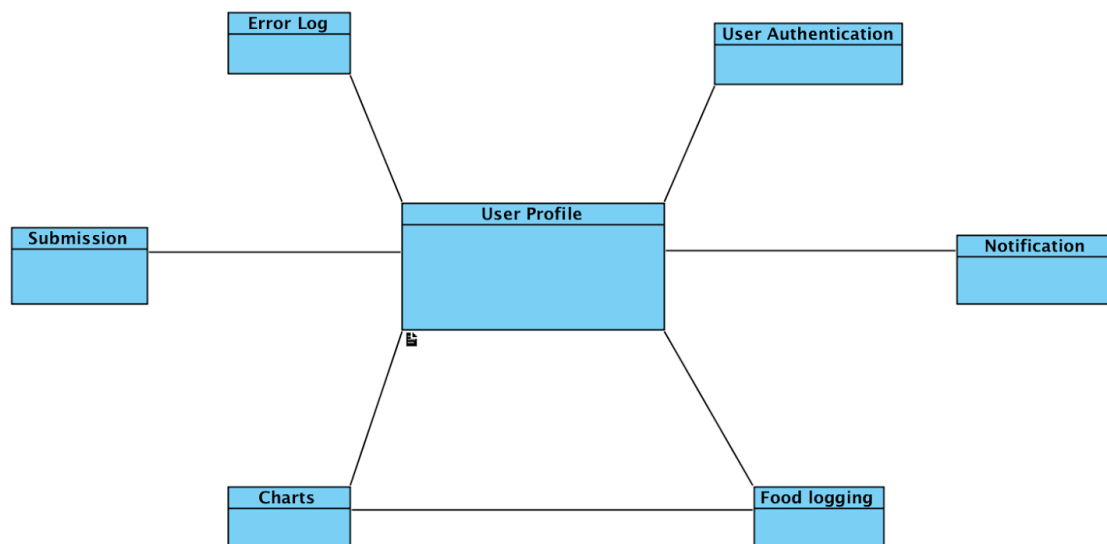 Error Log
User Authentication
User Profile
Submission
Notification
Charts
Food logging